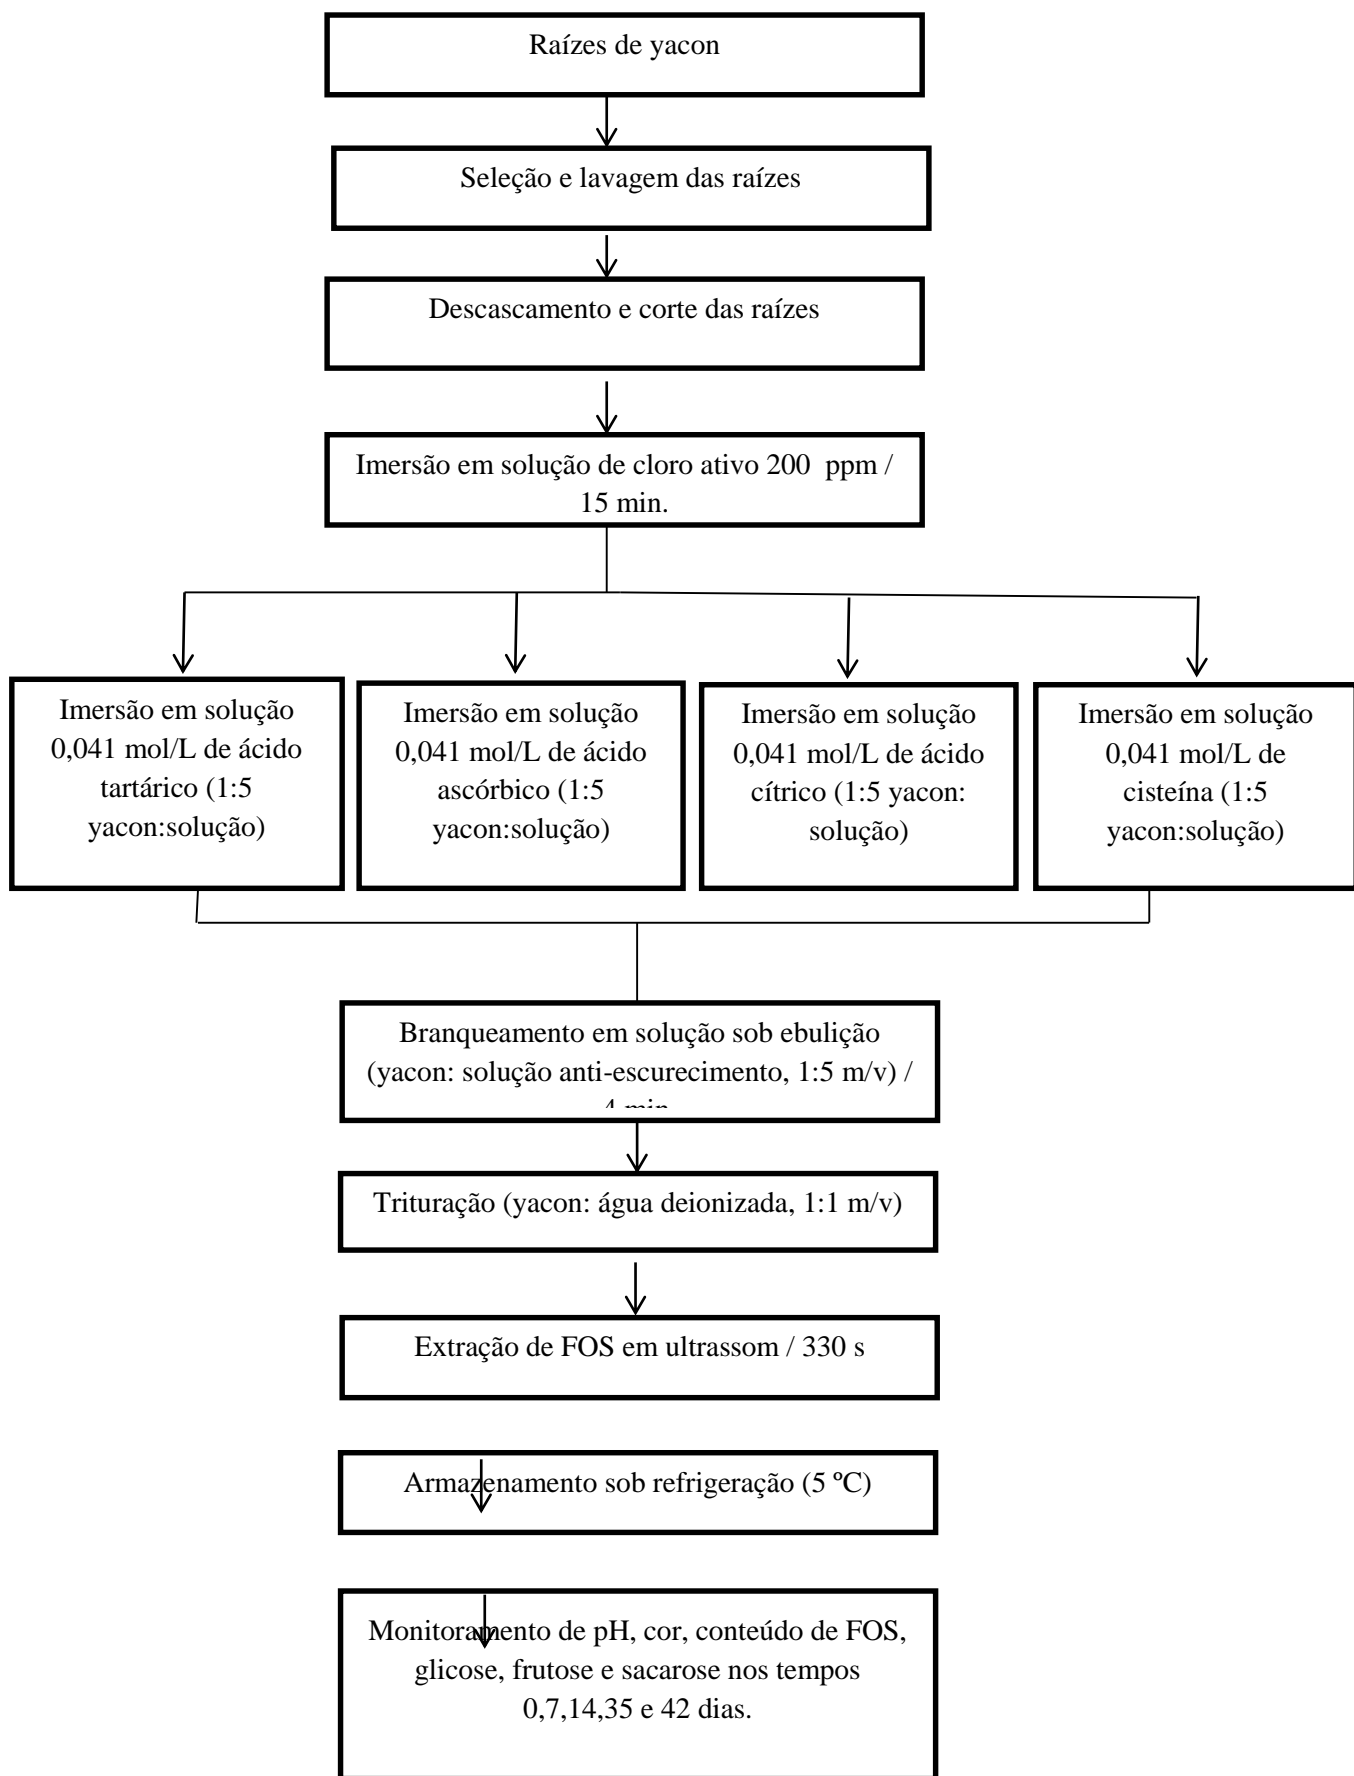 Raízes de yacon
Seleção e lavagem das raízes
Descascamento e corte das raízes
Imersão em solução de cloro ativo 200  ppm /
15 min.
Imersão em solução
0,041 mol/L de ácido
tartárico (1:5
yacon:solução)
Imersão em solução
0,041 mol/L de ácido
ascórbico (1:5
yacon:solução)
Imersão em solução
0,041 mol/L de ácido
cítrico (1:5 yacon:
solução)
Imersão em solução
0,041 mol/L de
cisteína (1:5
yacon:solução)
Branqueamento em solução sob ebulição
(yacon: solução anti-escurecimento, 1:5 m/v) /
4 min
Trituração (yacon: água deionizada, 1:1 m/v)
Extração de FOS em ultrassom / 330 s
Armazenamento sob refrigeração (5 ºC)
Monitoramento de pH, cor, conteúdo de FOS,
glicose, frutose e sacarose nos tempos
0,7,14,35 e 42 dias.